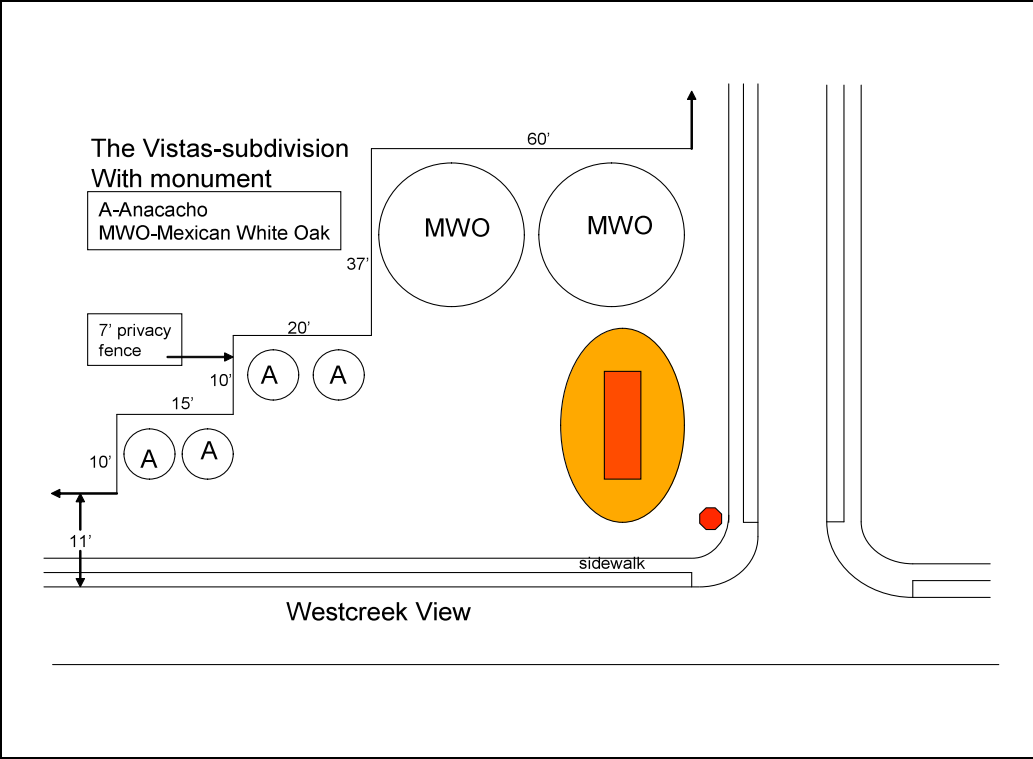 The Vistas-subdivision
With monument
A-Anacacho
MWO-Mexican White Oak
60’
MWO
MWO
37’
7’ privacy
fence
20’
10’
A
A
15’
10’
A
A
11’
sidewalk
Westcreek View